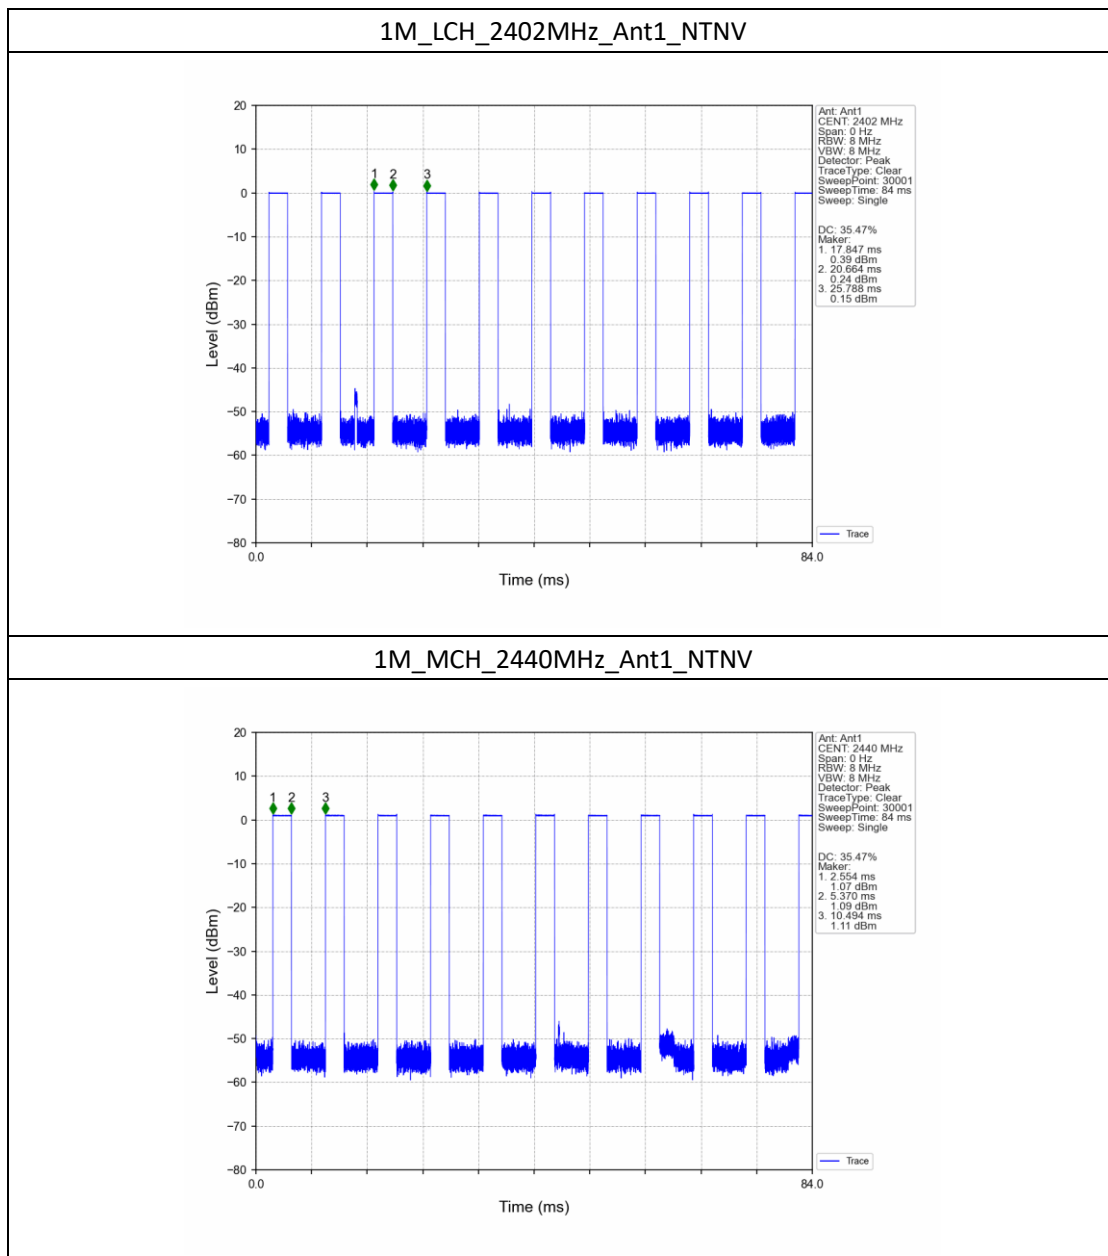 1M_LCH_2402MHz_Ant1_NTNV
20
10
0
−10
−20
−30
−40
−50
−60
−70
−80
Level (dBm)
1 2 3
0.0
84.0
Time (ms)
Ant: Ant1
CENT: 2402 MHz
Span: 0 Hz
RBW: 8 MHz
VBW: 8 MHz
Detector: Peak
TraceType: Clear
SweepPoint: 30001
SweepTime: 84 ms
Sweep: Single
DC: 35.47%
Maker:
1. 17.847 ms
0.39 dBm
2. 20.664 ms
0.24 dBm
3. 25.788 ms
0.15 dBm
Trace
1M_MCH_2440MHz_Ant1_NTNV
20
10
0
−10
−20
−30
−40
−50
−60
−70
−80
Level (dBm)
1 2 3
0.0
84.0
Time (ms)
Ant: Ant1
CENT: 2440 MHz
Span: 0 Hz
RBW: 8 MHz
VBW: 8 MHz
Detector: Peak
TraceType: Clear
SweepPoint: 30001
SweepTime: 84 ms
Sweep: Single
DC: 35.47%
Maker:
1. 2.554 ms
1.07 dBm
2. 5.370 ms
1.09 dBm
3. 10.494 ms
1.11 dBm
Trace